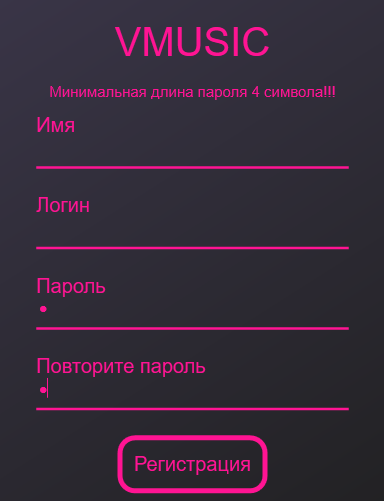 VMUSIC
Минимальная длина пароля 4 символа!!!
Имя
Логин
Пароль
•
Повторите пароль
•
Регистрация